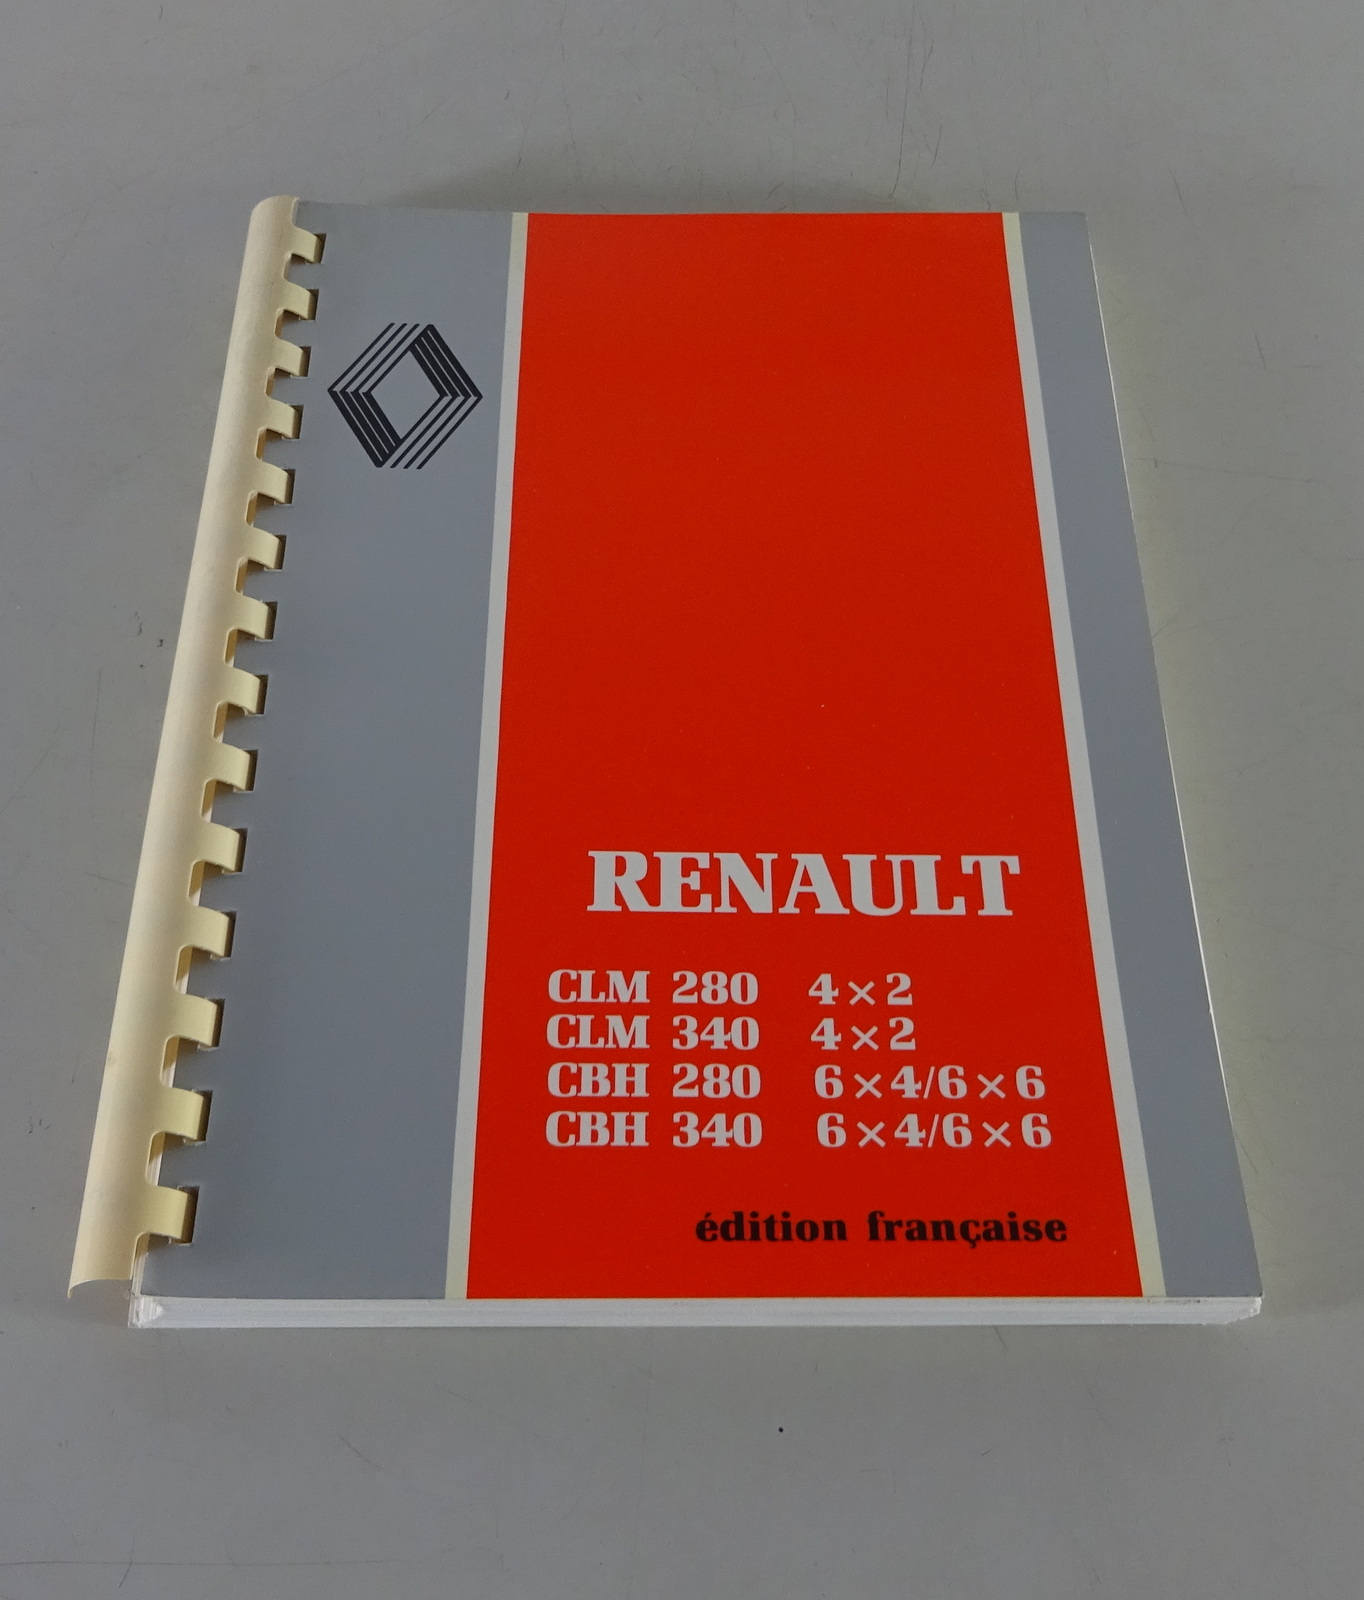 RENAULT
CLM 280 4×2
CLM 340 4×2
CBH 280 6×4/6×6
CBH 340 6×4/6×6
édition française